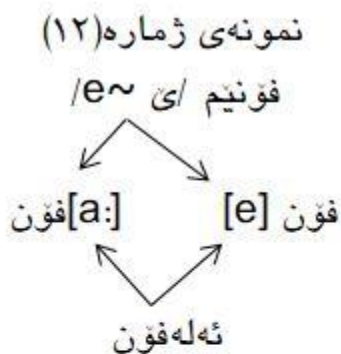 نمونەی ژمارە(١٢)
فۆنێم /ێ ~e/
فۆن [e] [a:]فۆن
ئەلەفۆن